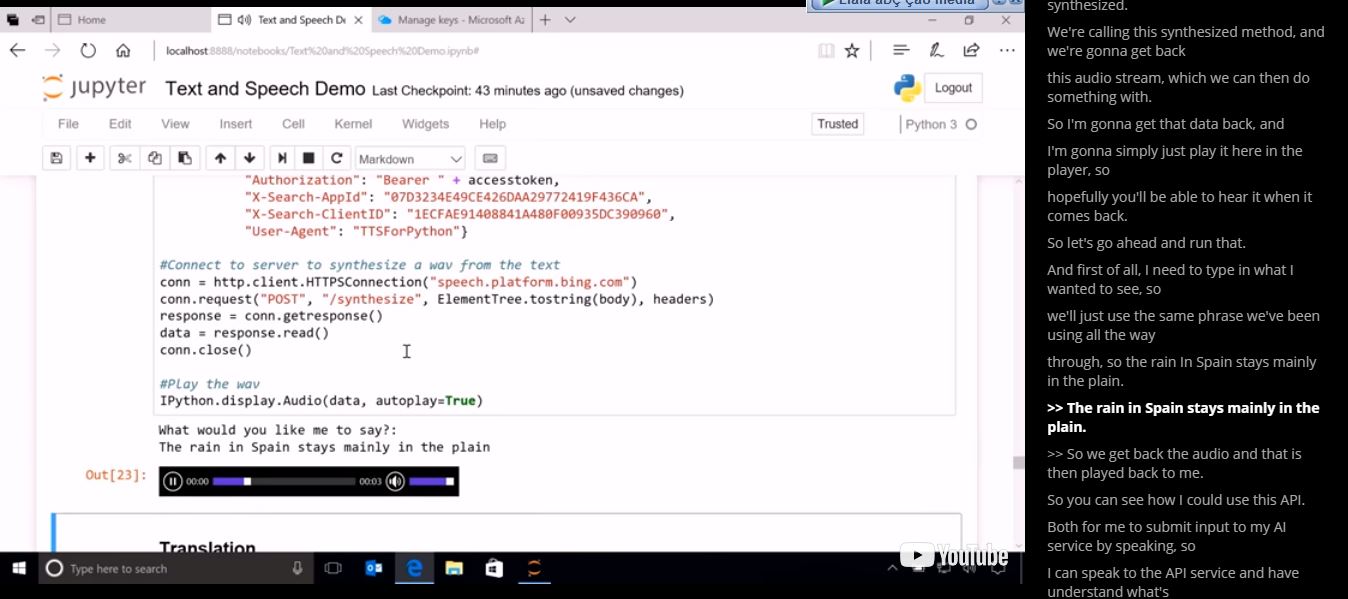 Home
Text and Speech De
Manage keys - Microsoft Az
localhost:8888/notebooks/Text%20and%20Speech%20Demo.ipynb#
jupyter Text and Speech Demo Last Checkpoint: 43 minutes ago (unsaved changes)
Logout
File Edit View Insert Cell Kernel Widgets Help
Trusted
Python 3
Markdown
"Authorization": "Bearer " + accesstoken,
"X-Search-AppId": "07D3234E49CE426DAA29772419F436CA",
"X-Search-ClientID": "1ECFAE91408841A480F00935DC390960",
"User-Agent": "TTSForPython"}
#Connect to server to synthesize a wav from the text
conn = http.client.HTTPSConnection("speech.platform.bing.com")
conn.request("POST", "/synthesize", ElementTree.tostring(body), headers)
response = conn.getresponse()
data = response.read()
conn.close()
#Play the wav
IPython.display.Audio(data, autoplay=True)
What would you like me to say?:
The rain in Spain stays mainly in the plain
Out[23]:
00:00
00:03
Translation
YouTube
Type here to search
synthesized.
We're calling this synthesized method, and
we're gonna get back
this audio stream, which we can then do
something with.
So I'm gonna get that data back, and
I'm gonna simply just play it here in the
player, so
hopefully you'll be able to hear it when it
comes back.
So let's go ahead and run that.
And first of all, I need to type in what I
wanted to see, so
we'll just use the same phrase we've been
using all the way
through, so the rain In Spain stays mainly
in the plain.
>> The rain in Spain stays mainly in the
plain.
>> So we get back the audio and that is
then played back to me.
So you can see how I could use this API.
Both for me to submit input to my AI
service by speaking, so
I can speak to the API service and have
understand what's